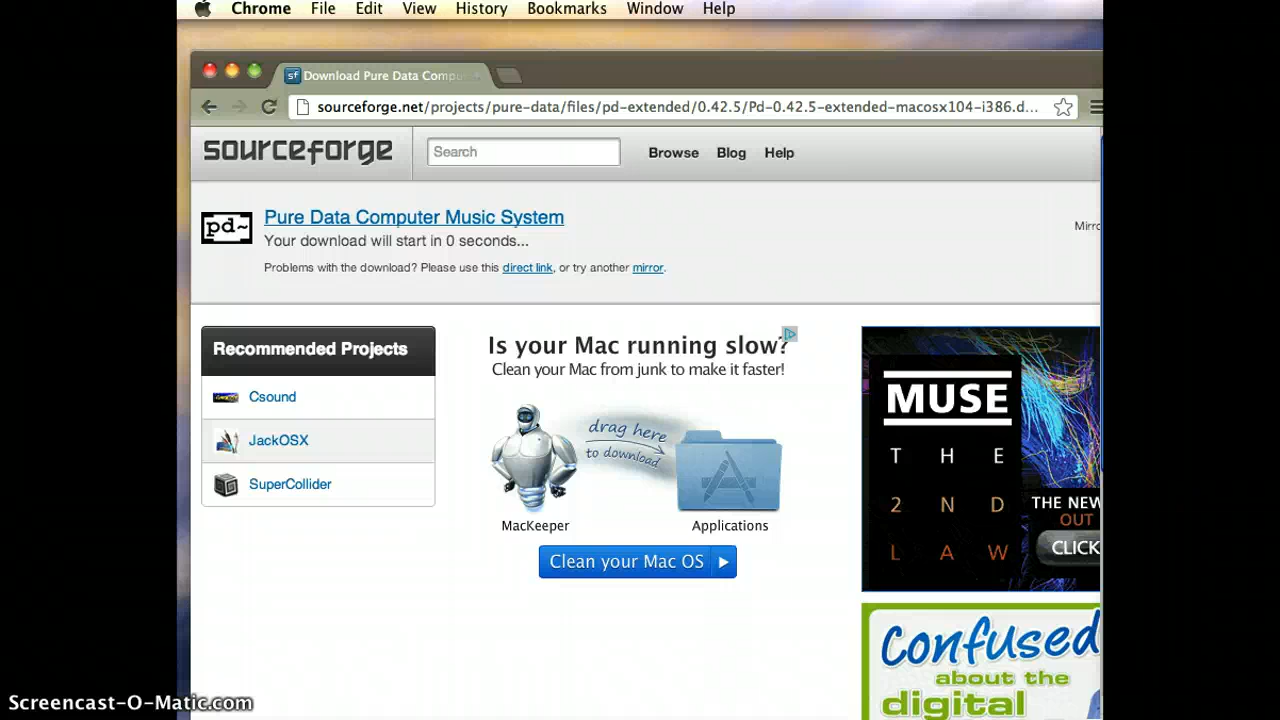 Chrome File Edit View History Bookmarks Window Help
sf Download Pure Data Compu
sourceforge.net/projects/pure-data/files/pd-extended/0.42.5/Pd-0.42.5-extended-macosx104-i386.d...
sourceforge Search Browse Blog Help
pd~ Pure Data Computer Music System
Your download will start in 0 seconds...
Mirro
Problems with the download? Please use this direct link, or try another mirror.
Recommended Projects
Csound
JackOSX
SuperCollider
Is your Mac running slow?
Clean your Mac from junk to make it faster!
drag here
to download
MacKeeper Applications
Clean your Mac OS
MUSE
THE
2ND
LAW
THE NEW
OUT
CLICK
Confused
about the
digital
Screencast-O-Matic.com